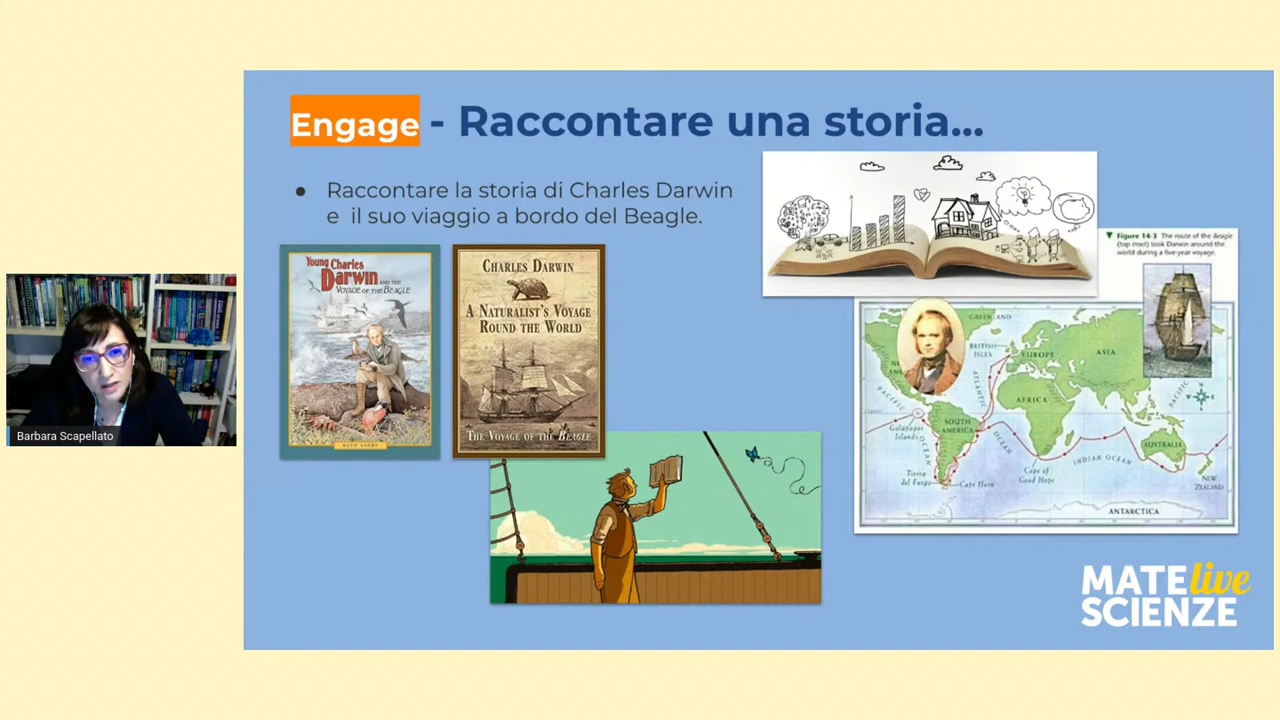 Engage - Raccontare una storia...
● Raccontare la storia di Charles Darwin
e il suo viaggio a bordo del Beagle.
Young Charles
Darwin AND THE
VOYAGE OF THE BEAGLE
RUTH ASHBY
CHARLES DARWIN
A NATURALIST'S VOYAGE
ROUND THE WORLD
THE VOYAGE OF THE BEAGLE
▼ Figure 14·1 The route of the Beagle
(top inset) took Darwin around the
world during a five-year voyage.
GREENLAND
BRITISH
ISLES
EUROPE
ASIA
PACIFIC
OCEAN
ATLANTIC
OCEAN
AFRICA
PACIFIC
Galápagos
Islands
SOUTH
AMERICA
AUSTRALIA
INDIAN OCEAN
Tierra
del Fuego
Cape Horn
Cape of
Good Hope
NEW
ZEALAND
ANTARCTICA
Barbara Scapellato
MATE live
SCIENZE